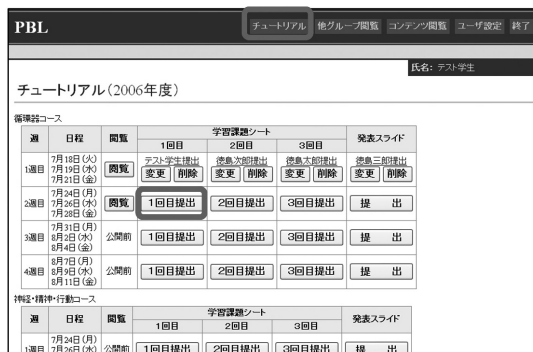 PBL
チュートリアル 他グループ閲覧 コンテンツ閲覧 ユーザ設定 終了
氏名: テスト学生
チュートリアル(2006年度)
循環器コース
週 日程 閲覧 学習課題シート 発表スライド
1回目 2回目 3回目
1週目 7月18日(火) 7月19日(水) 7月21日(金) 閲覧 テスト学生提出 変更 削除 徳島次郎提出 変更 削除 徳島太郎提出 変更 削除 徳島三郎提出 変更 削除
2週目 7月24日(月) 7月26日(水) 7月28日(金) 閲覧 1回目提出 2回目提出 3回目提出 提 出
3週目 7月31日(月) 8月2日(水) 8月4日(金) 公開前 1回目提出 2回目提出 3回目提出 提 出
4週目 8月7日(月) 8月9日(水) 8月11日(金) 公開前 1回目提出 2回目提出 3回目提出 提 出
神経・精神・行動コース
週 日程 閲覧 学習課題シート 発表スライド
1回目 2回目 3回目
1週目 7月24日(月) 7月26日(水) 公開前 1回目提出 2回目提出 3回目提出 提 出